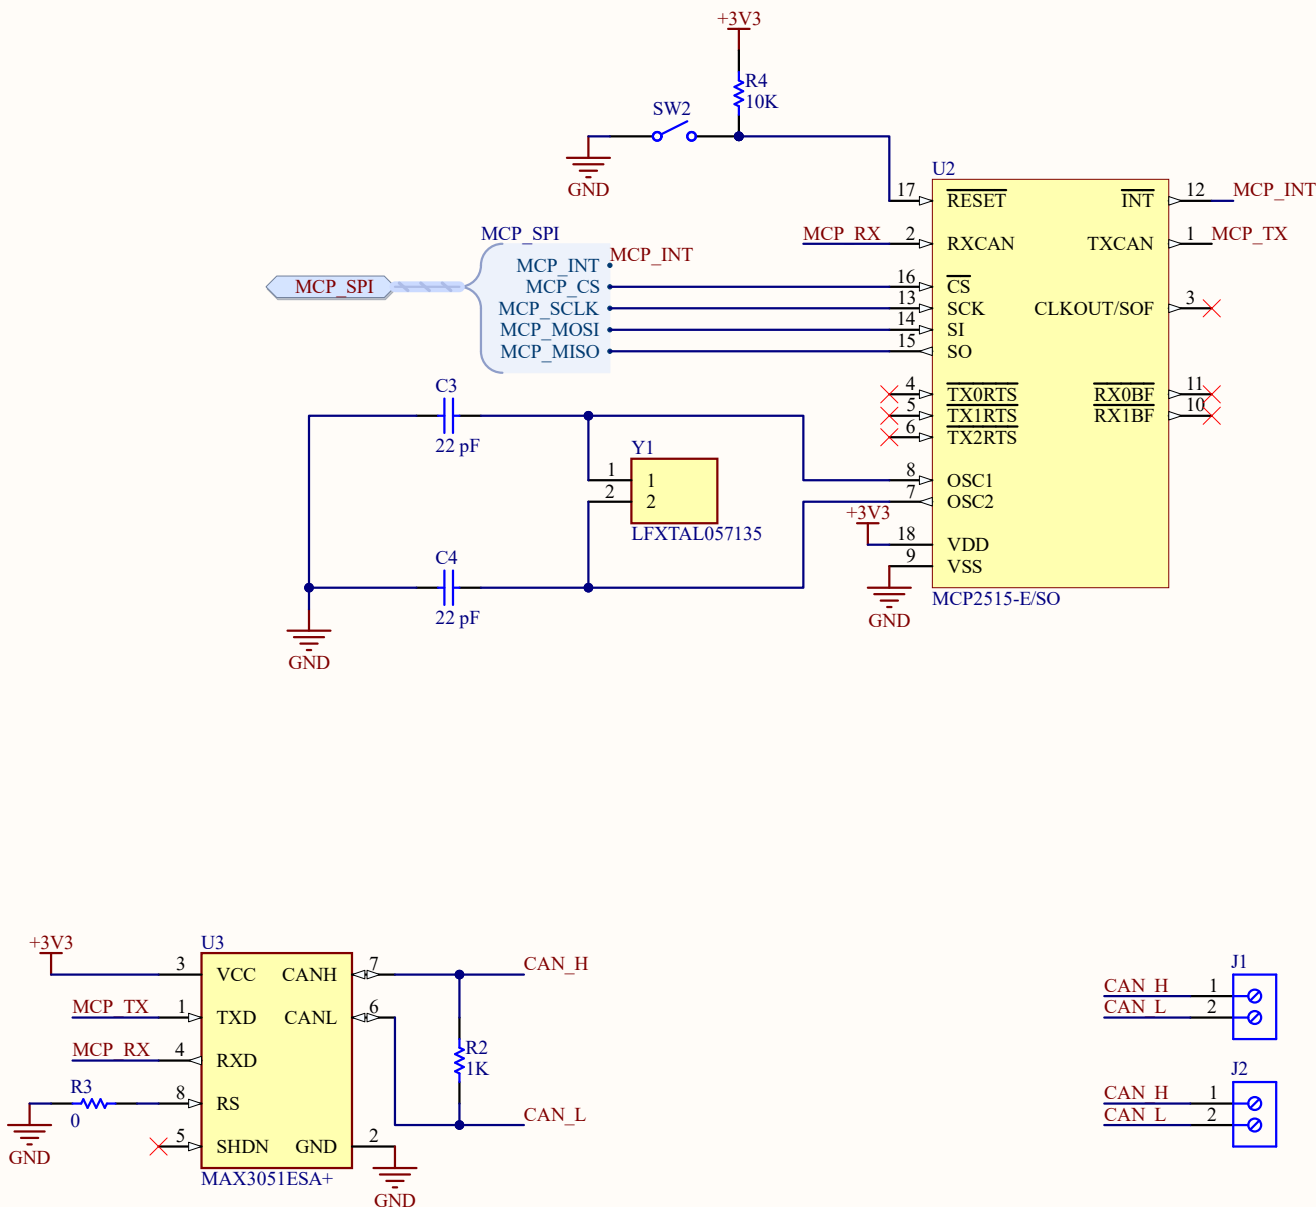 +3V3
R4
10K
SW2
GND
U2
17
RESET
INT
12
MCP_INT
MCP_RX
2
RXCAN
TXCAN
1
MCP_TX
MCP_SPI
MCP_SPI
MCP_INT
MCP_INT
MCP_CS
MCP_SCLK
MCP_MOSI
MCP_MISO
16
CS
13
SCK
14
SI
15
SO
CLKOUT/SOF
3
4
TX0RTS
5
TX1RTS
6
TX2RTS
RX0BF
11
RX1BF
10
C3
22 pF
Y1
1
1
2
2
LFXTAL057135
8
OSC1
7
OSC2
+3V3
18
VDD
9
VSS
GND
MCP2515-E/SO
C4
22 pF
GND
+3V3
U3
3
VCC
CANH
7
CAN_H
MCP_TX
1
TXD
CANL
6
MCP_RX
4
RXD
R2
1K
R3
0
8
RS
CAN_L
GND
5
SHDN
GND
2
MAX3051ESA+
GND
J1
CAN_H
1
CAN_L
2
J2
CAN_H
1
CAN_L
2